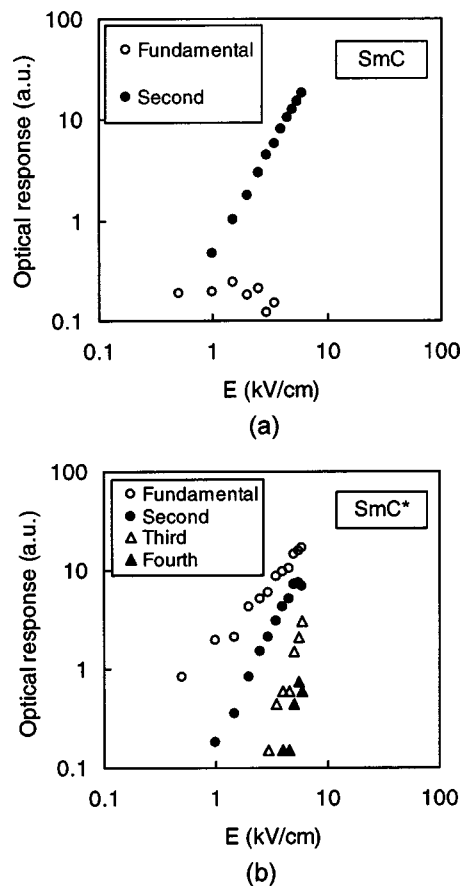 100
10
1
0.1
Optical response (a.u.)
○ Fundamental
● Second
SmC
0.1 1 10 100
E (kV/cm)
(a)
100
10
1
0.1
Optical response (a.u.)
○ Fundamental
● Second
△ Third
▲ Fourth
SmC*
0.1 1 10 100
E (kV/cm)
(b)